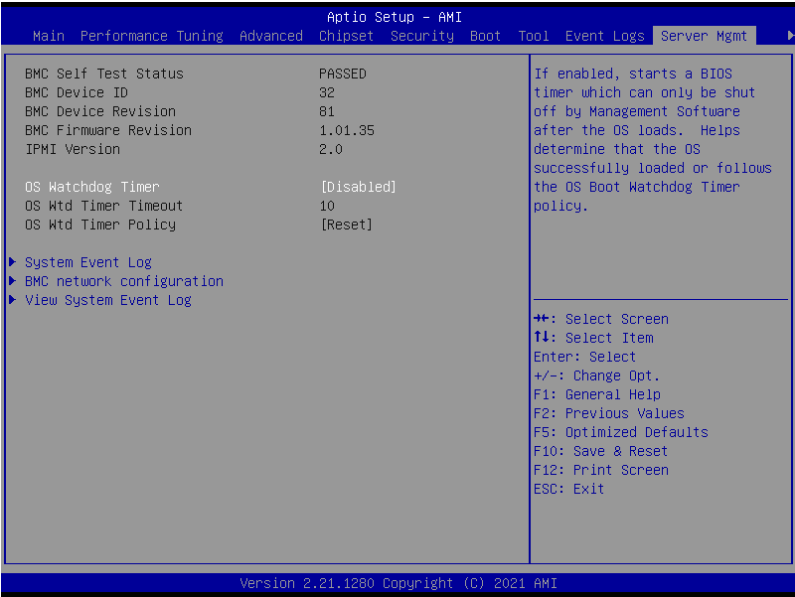 Aptio Setup – AMI
Main Performance Tuning Advanced Chipset Security Boot Tool Event Logs Server Mgmt
BMC Self Test Status PASSED
BMC Device ID 32
BMC Device Revision 81
BMC Firmware Revision 1.01.35
IPMI Version 2.0
OS Watchdog Timer [Disabled]
OS Wtd Timer Timeout 10
OS Wtd Timer Policy [Reset]
System Event Log
BMC network configuration
View System Event Log
If enabled, starts a BIOS
timer which can only be shut
off by Management Software
after the OS loads. Helps
determine that the OS
successfully loaded or follows
the OS Boot Watchdog Timer
policy.
→←: Select Screen
↑↓: Select Item
Enter: Select
+/-: Change Opt.
F1: General Help
F2: Previous Values
F5: Optimized Defaults
F10: Save & Reset
F12: Print Screen
ESC: Exit
Version 2.21.1280 Copyright (C) 2021 AMI